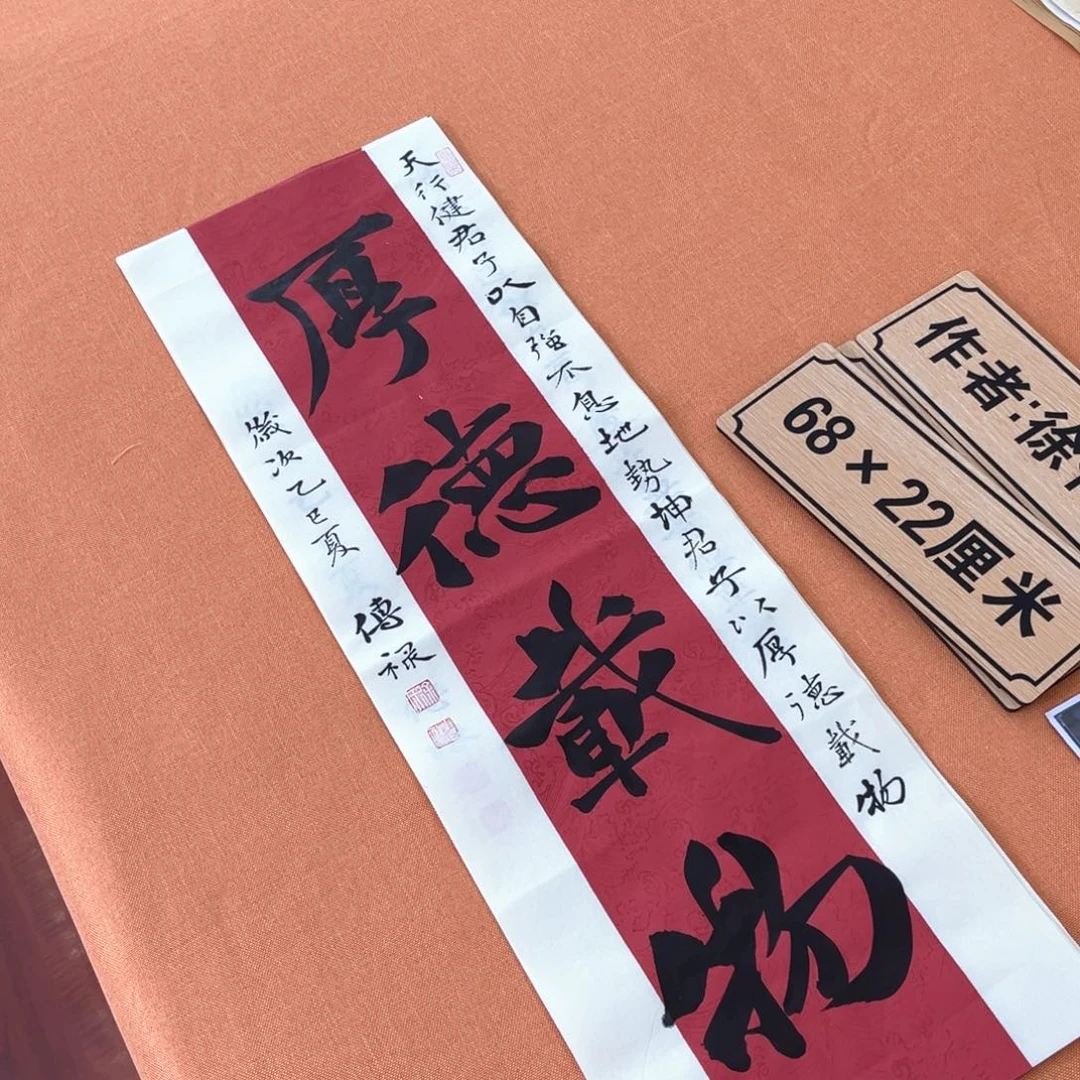 天行健君子以自強不息地勢坤君子以厚德載物
厚德載物
歲次乙巳夏 傳祿
作者:徐
68×22厘米